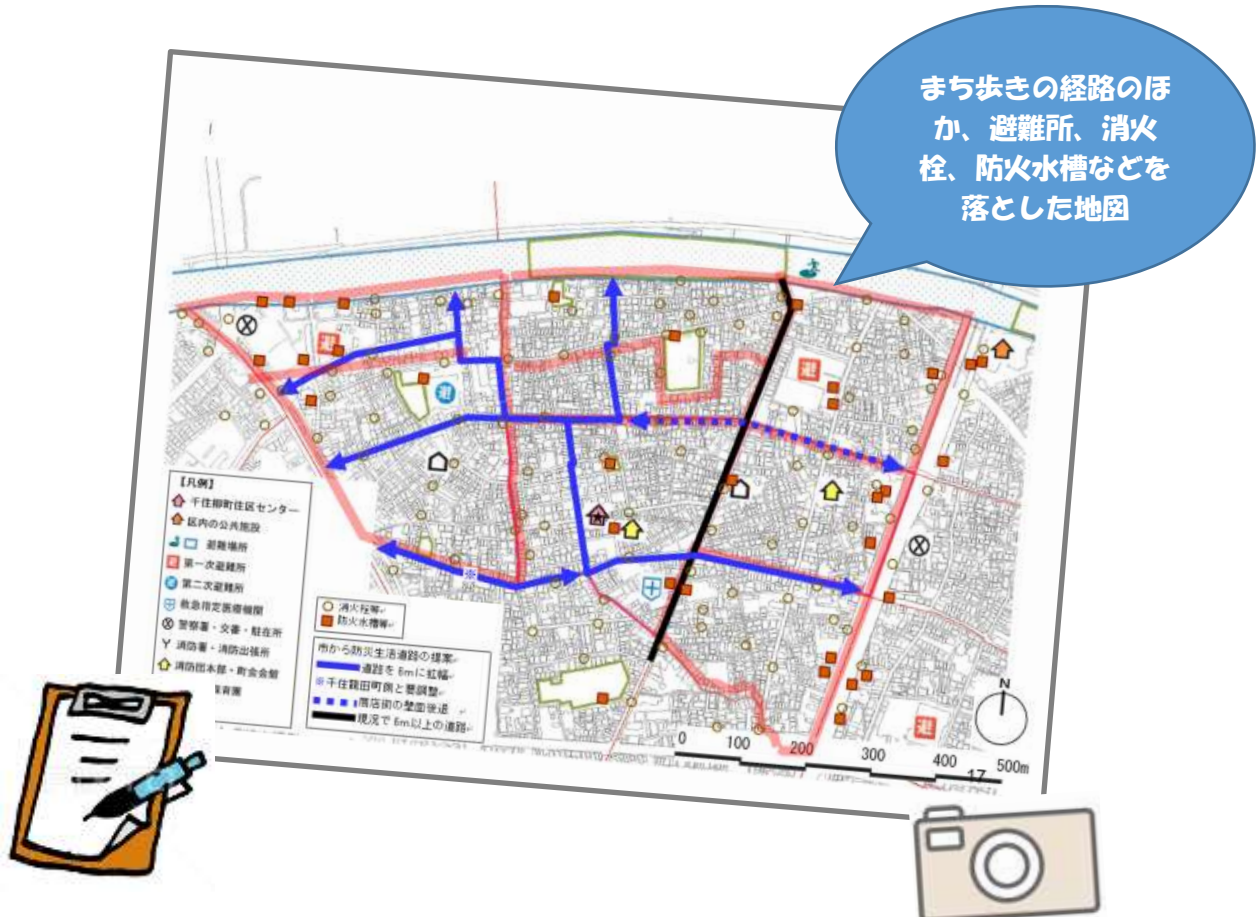 まち歩きの経路のほ
か、避難所、消火
栓、防火水槽などを
落とした地図
避
避
避
【凡例】
千住柳町住区センター
区内の公共施設
避難場所
避 第一次避難所
避 第二次避難所
救急指定医療機関
警察署・交番・駐在所
消防署・消防出張所
消防団本部・町会会館
保育園
消火栓等
防火水槽等
市から防災生活道路の提案
道路を6mに拡幅
※千住龍田町側と要調整
商店街の壁面後退
現況で6m以上の道路
※
N
避
0 100 200 300 400 500m
17